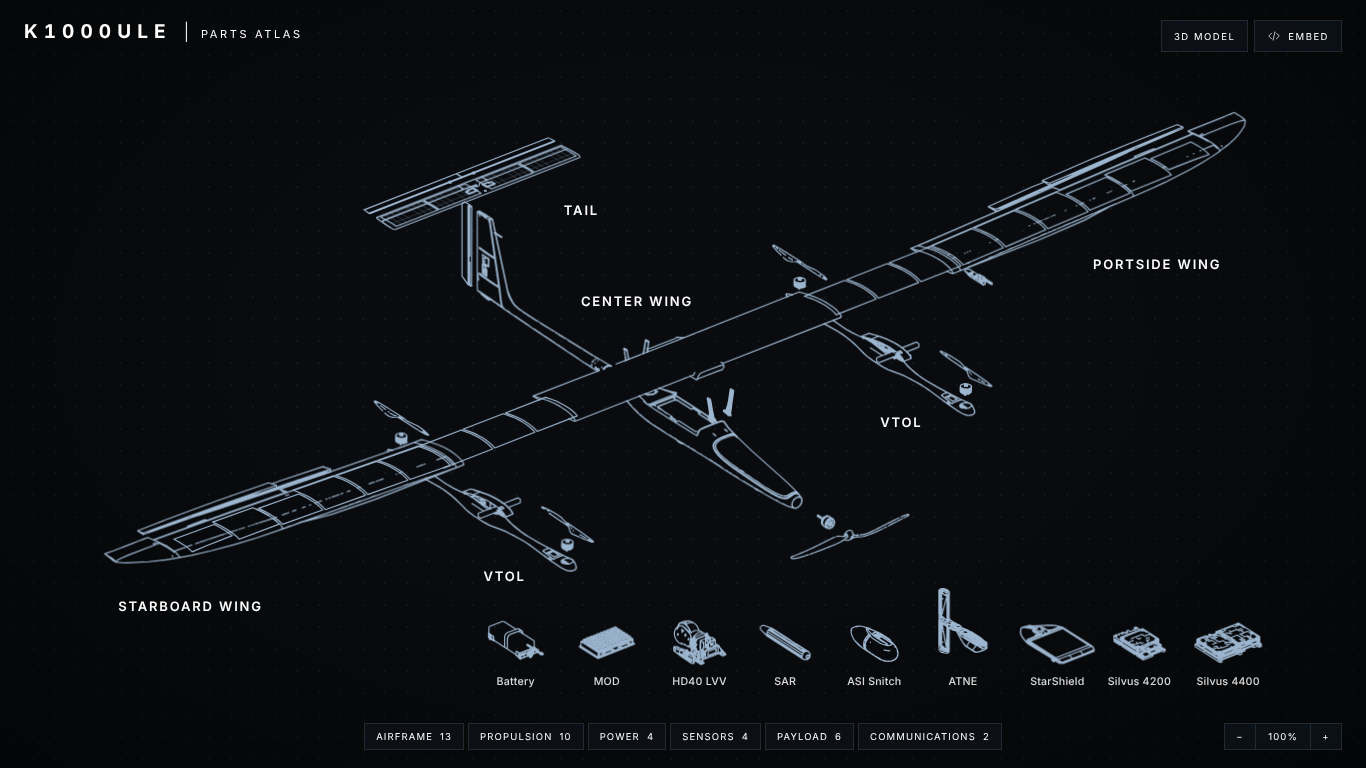 K1000ULE | PARTS ATLAS
3D MODEL
</> EMBED
TAIL
PORTSIDE WING
CENTER WING
VTOL
VTOL
STARBOARD WING
Battery
MOD
HD40 LVV
SAR
ASI Snitch
ATNE
StarShield
Silvus 4200
Silvus 4400
AIRFRAME 13
PROPULSION 10
POWER 4
SENSORS 4
PAYLOAD 6
COMMUNICATIONS 2
− 100% +